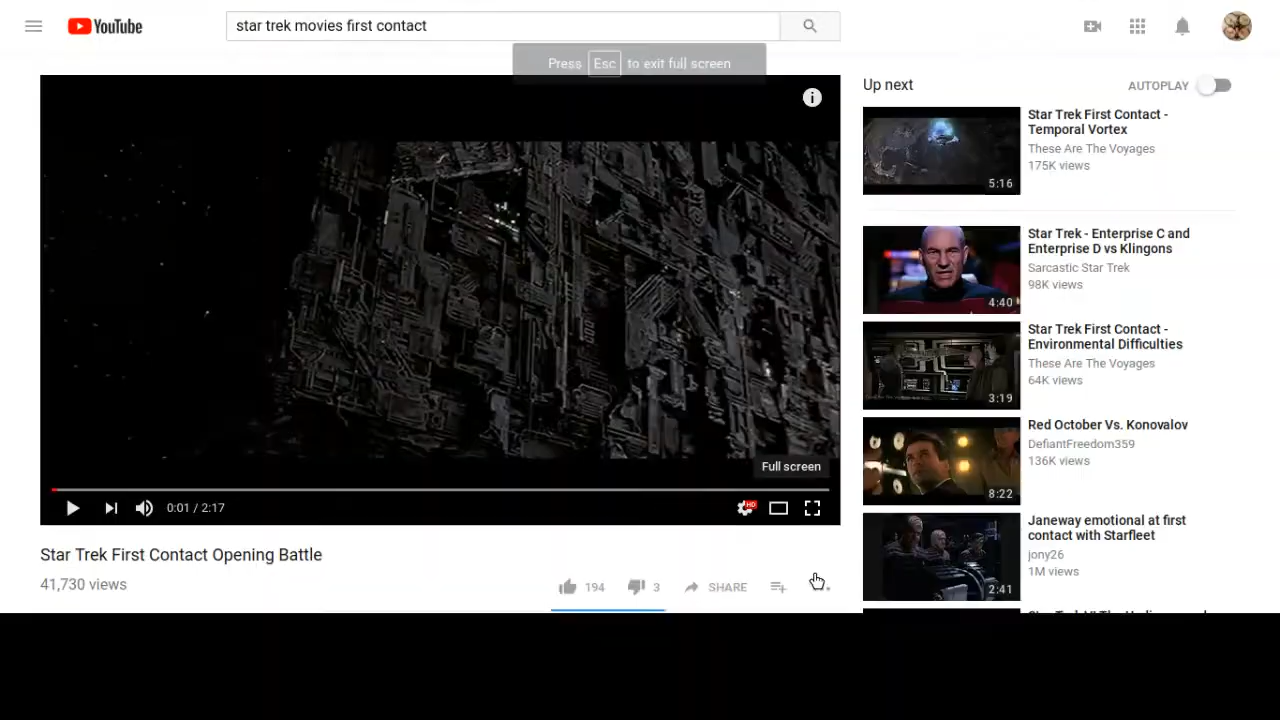 YouTube
star trek movies first contact
Press Esc to exit full screen
Up next
AUTOPLAY
Star Trek First Contact -
Temporal Vortex
These Are The Voyages
175K views
5:16
Star Trek - Enterprise C and
Enterprise D vs Klingons
Sarcastic Star Trek
98K views
4:40
Star Trek First Contact -
Environmental Difficulties
These Are The Voyages
64K views
3:19
Red October Vs. Konovalov
DefiantFreedom359
136K views
8:22
Janeway emotional at first
contact with Starfleet
jony26
1M views
2:41
Full screen
0:01 / 2:17
HD
Star Trek First Contact Opening Battle
41,730 views
194
3
SHARE